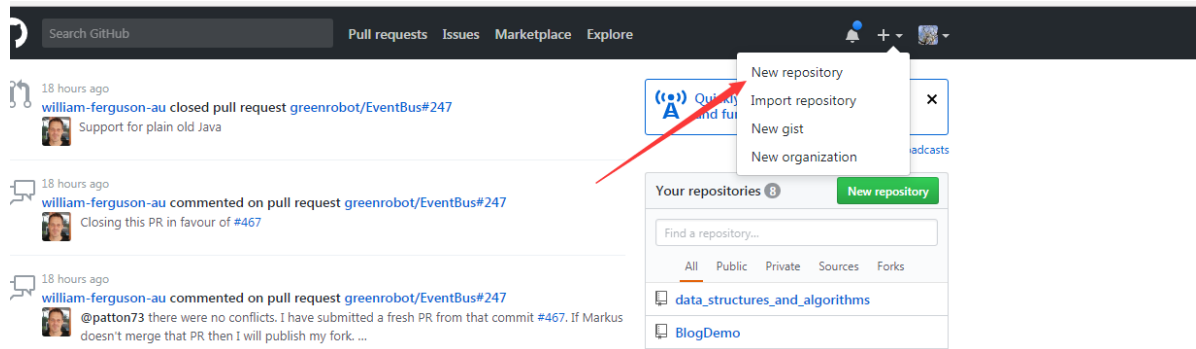 Search GitHub
Pull requests Issues Marketplace Explore
New repository
Import repository
New gist
New organization
18 hours ago
william-ferguson-au closed pull request greenrobot/EventBus#247
Support for plain old Java
18 hours ago
william-ferguson-au commented on pull request greenrobot/EventBus#247
Closing this PR in favour of #467
18 hours ago
william-ferguson-au commented on pull request greenrobot/EventBus#247
@patton73 there were no conflicts. I have submitted a fresh PR from that commit #467. If Markus
doesn't merge that PR then I will publish my fork. ...
Your repositories 8
New repository
Find a repository...
All Public Private Sources Forks
data_structures_and_algorithms
BlogDemo